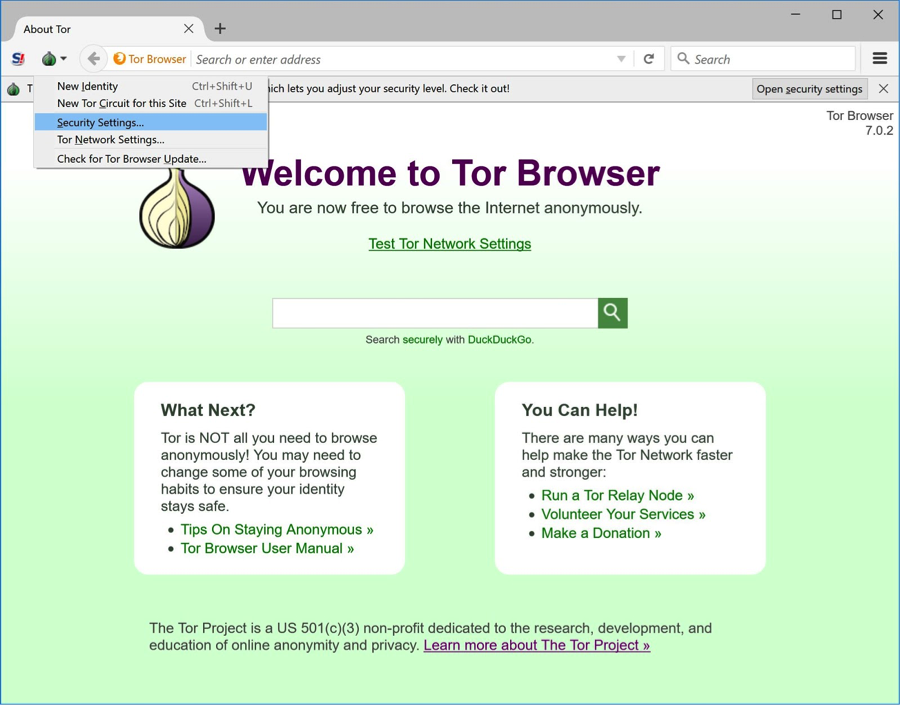 About Tor
Tor Browser
Search or enter address
Search
New Identity Ctrl+Shift+U
New Tor Circuit for this Site Ctrl+Shift+L
Security Settings...
Tor Network Settings...
Check for Tor Browser Update...
lets you adjust your security level. Check it out!
Open security settings
Tor Browser
7.0.2
Welcome to Tor Browser
You are now free to browse the Internet anonymously.
Test Tor Network Settings
Search securely with DuckDuckGo.
What Next?
Tor is NOT all you need to browse
anonymously! You may need to
change some of your browsing
habits to ensure your identity
stays safe.
Tips On Staying Anonymous »
Tor Browser User Manual »
You Can Help!
There are many ways you can
help make the Tor Network faster
and stronger:
Run a Tor Relay Node »
Volunteer Your Services »
Make a Donation »
The Tor Project is a US 501(c)(3) non-profit dedicated to the research, development, and
education of online anonymity and privacy. Learn more about The Tor Project »